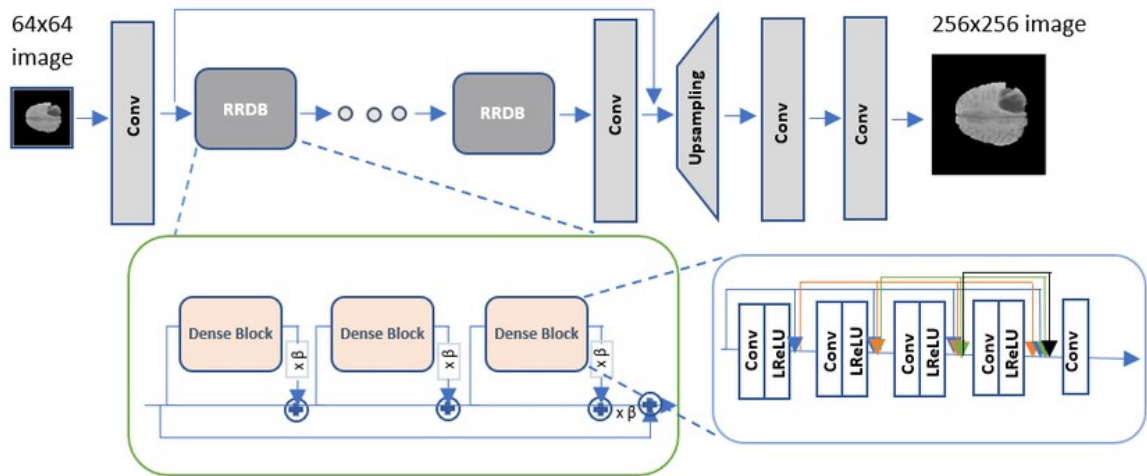 64x64
image
256x256 image
Conv
RRDB
RRDB
Conv
Upsampling
Conv
Conv
Dense Block
x β
Dense Block
x β
Dense Block
x β
x β
Conv
LReLU
Conv
LReLU
Conv
LReLU
Conv
LReLU
Conv